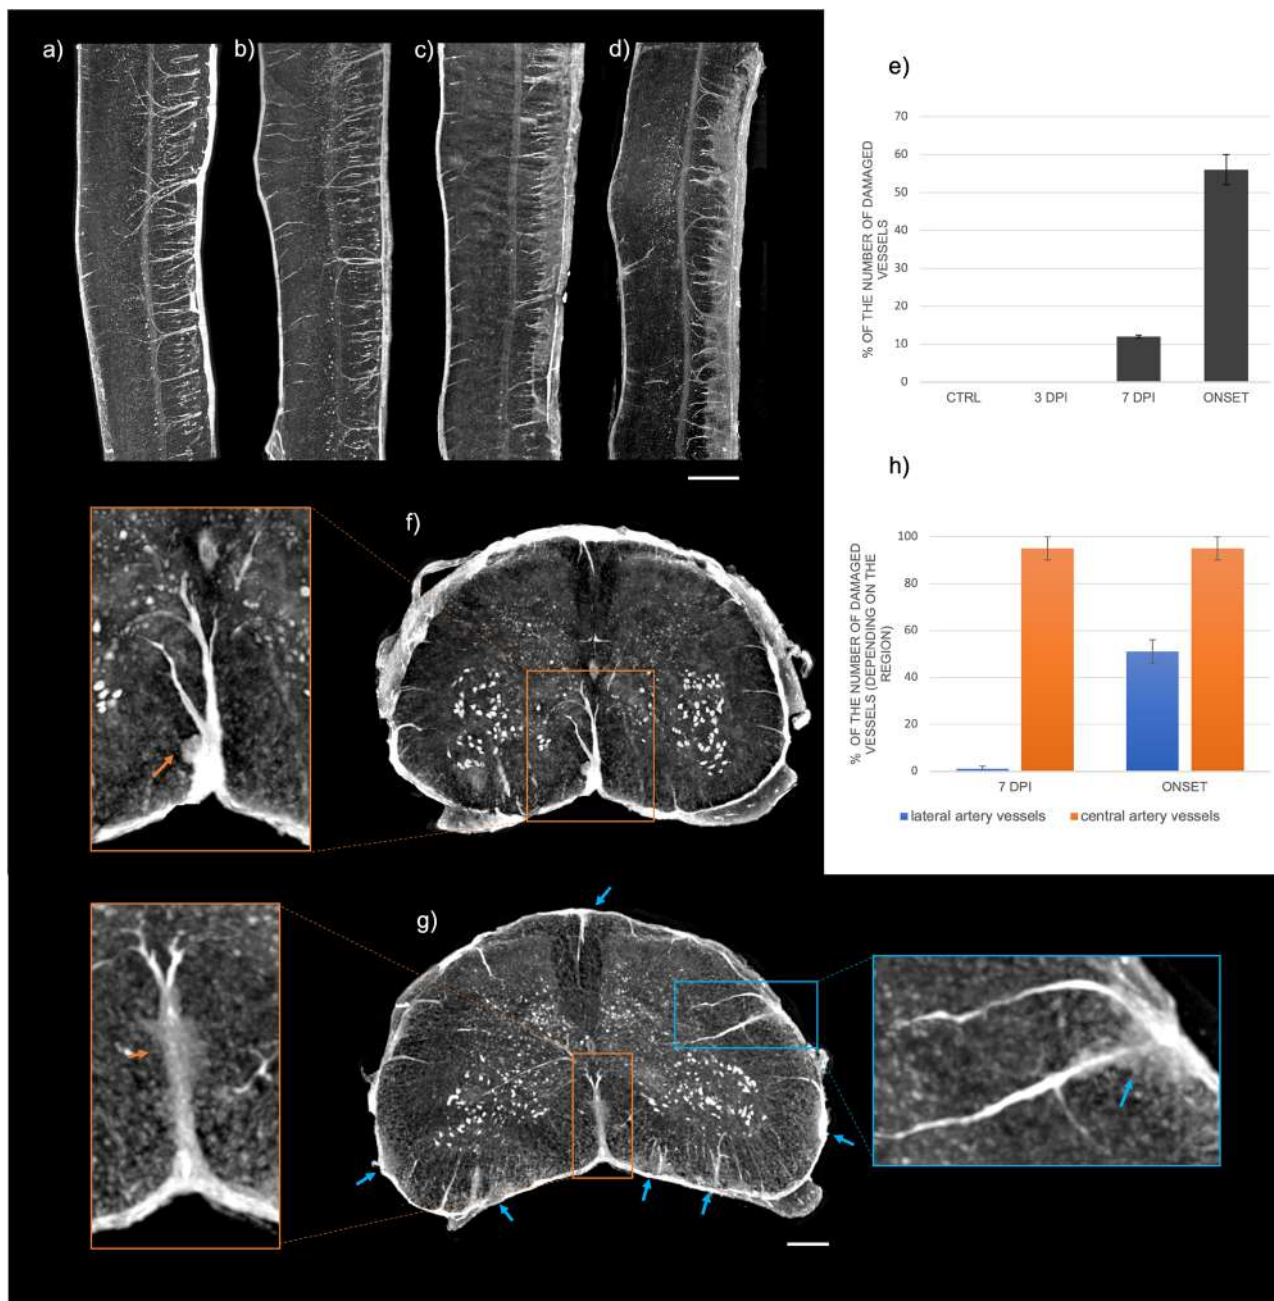 a)
b)
c)
d)
e)
% OF THE NUMBER OF DAMAGED
VESSELS
70
60
50
40
30
20
10
0
CTRL
3 DPI
7 DPI
ONSET
f)
h)
% OF THE NUMBER OF DAMAGED
VESSELS (DEPENDING ON THE
REGION)
100
80
60
40
20
0
7 DPI
ONSET
lateral artery vessels
central artery vessels
g)